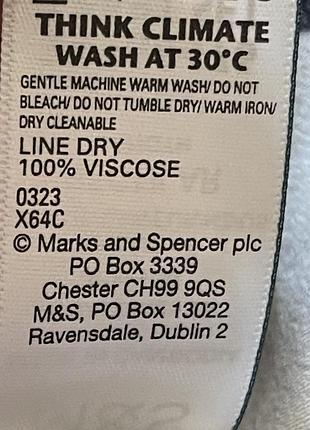 THINK CLIMATE
WASH AT 30°C
GENTLE MACHINE WARM WASH/ DO NOT
BLEACH/ DO NOT TUMBLE DRY/ WARM IRON/
DRY CLEANABLE
LINE DRY
100% VISCOSE
0323
X64C
© Marks and Spencer plc
PO Box 3339
Chester CH99 9QS
M&S, PO Box 13022
Ravensdale, Dublin 2